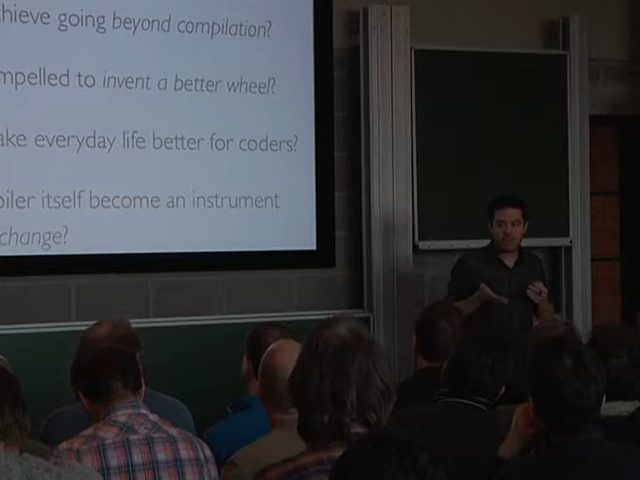 hieve going beyond compilation?
mpelled to invent a better wheel?
ake everyday life better for coders?
oiler itself become an instrument
change?